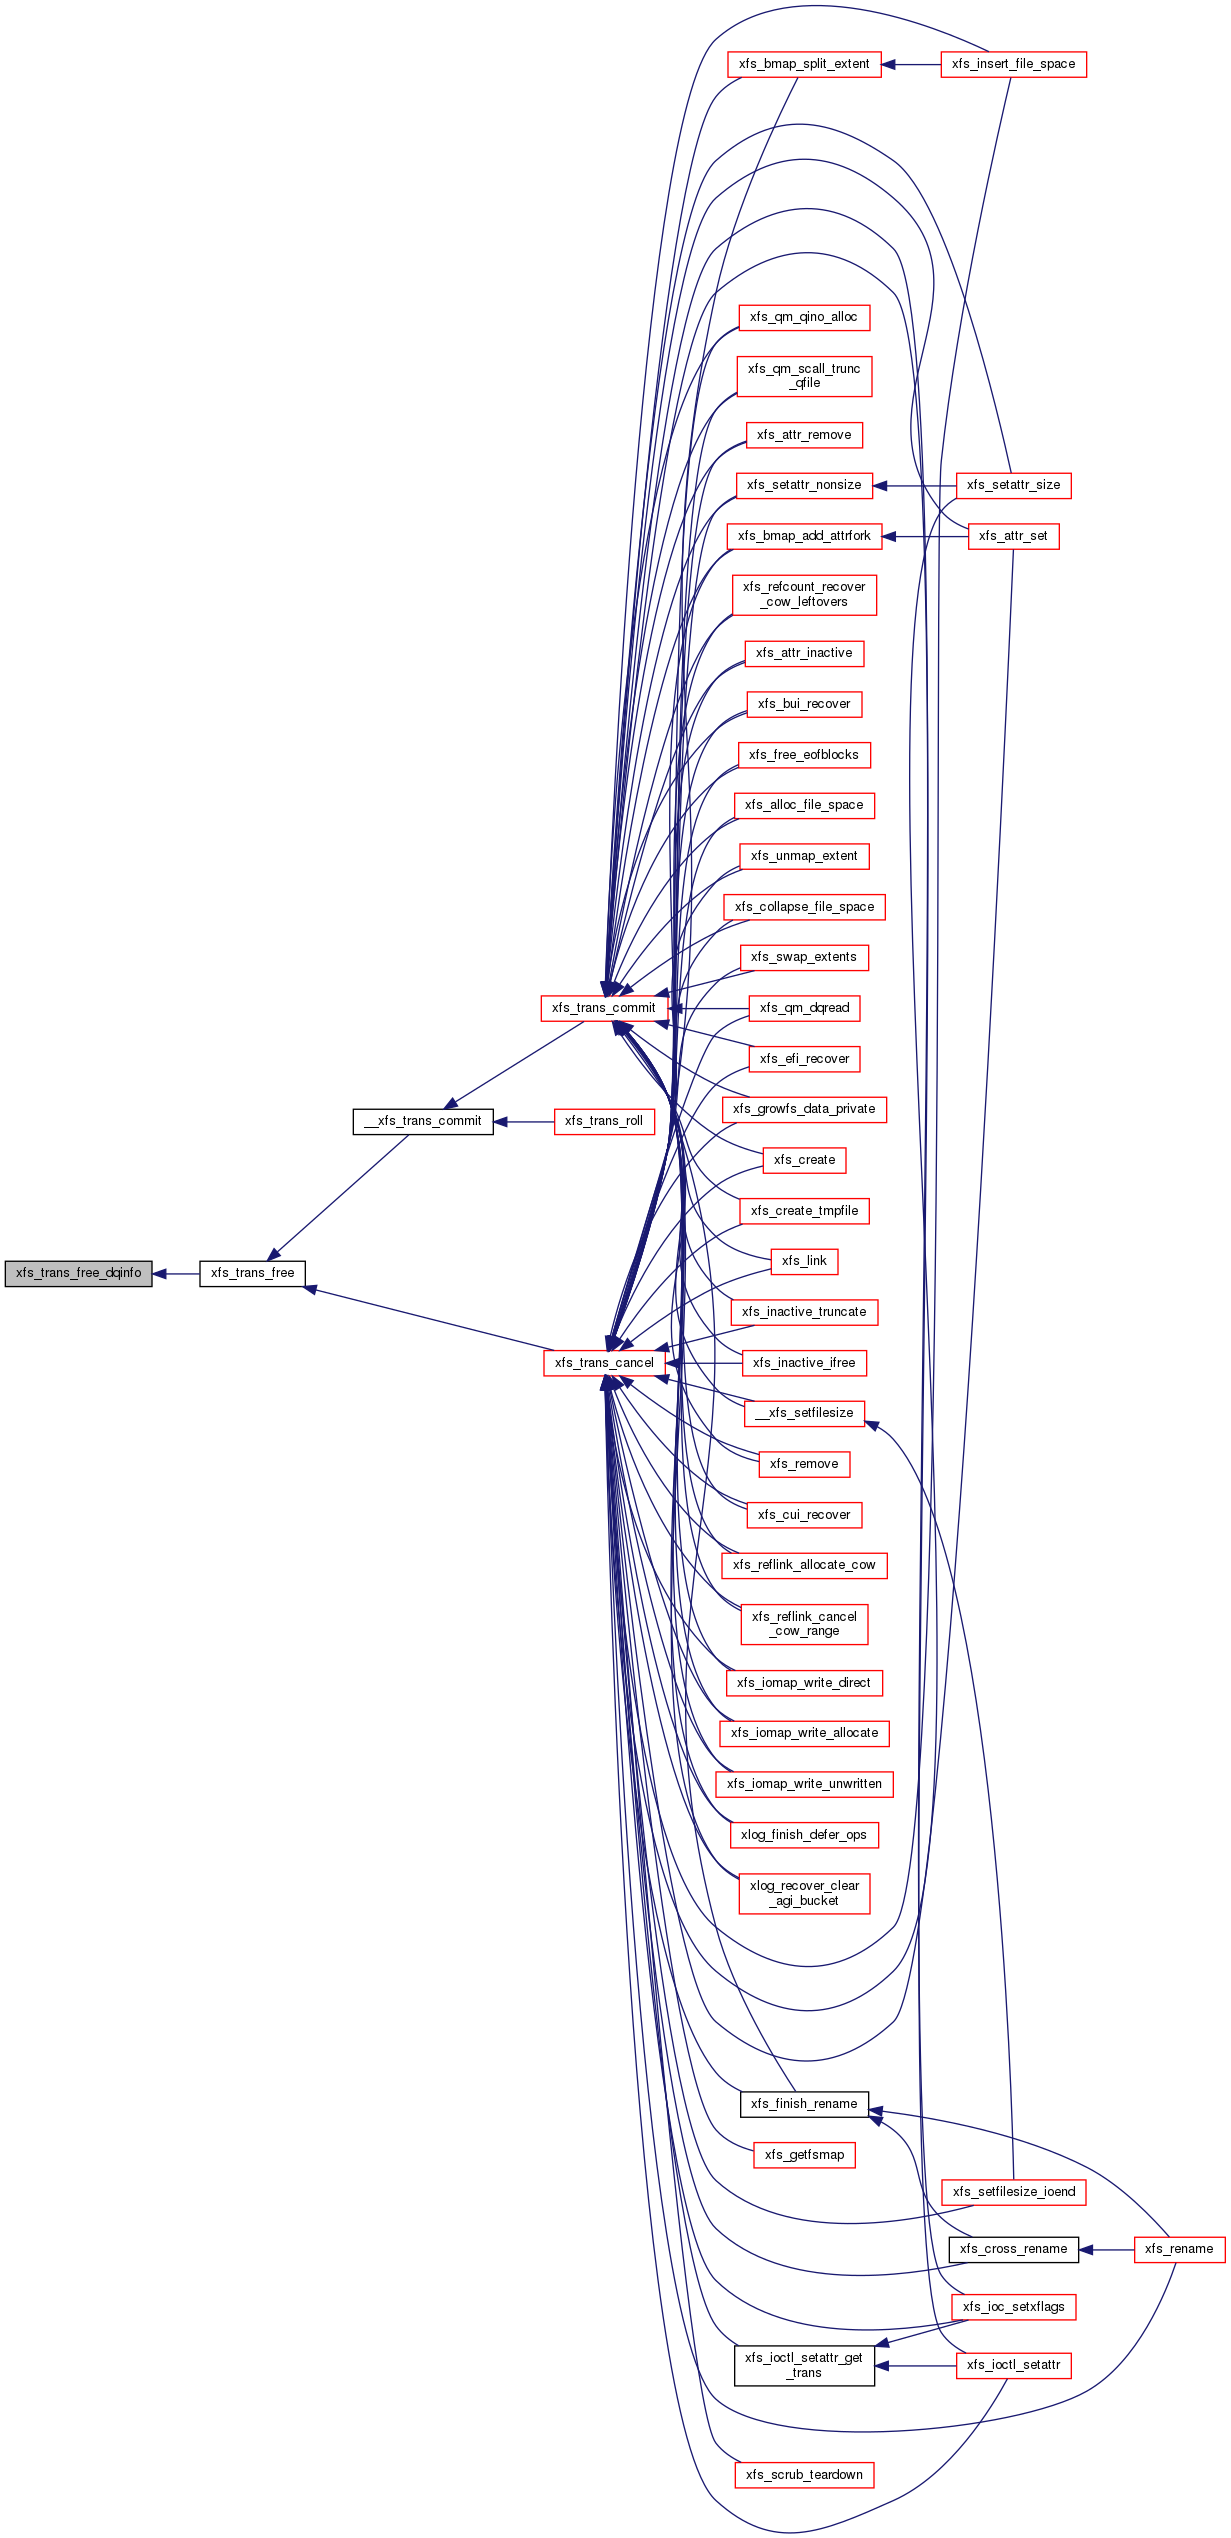 xfs_bmap_split_extent
xfs_insert_file_space
xfs_qm_qino_alloc
xfs_qm_scall_trunc
_qfile
xfs_attr_remove
xfs_setattr_nonsize
xfs_setattr_size
xfs_bmap_add_attrfork
xfs_attr_set
xfs_refcount_recover
_cow_leftovers
xfs_attr_inactive
xfs_bui_recover
xfs_free_eofblocks
xfs_alloc_file_space
xfs_unmap_extent
xfs_collapse_file_space
xfs_swap_extents
xfs_trans_commit
xfs_qm_dqread
xfs_efi_recover
xfs_growfs_data_private
__xfs_trans_commit
xfs_trans_roll
xfs_create
xfs_create_tmpfile
xfs_link
xfs_trans_free_dqinfo
xfs_trans_free
xfs_inactive_truncate
xfs_trans_cancel
xfs_inactive_ifree
__xfs_setfilesize
xfs_remove
xfs_cui_recover
xfs_reflink_allocate_cow
xfs_reflink_cancel
_cow_range
xfs_iomap_write_direct
xfs_iomap_write_allocate
xfs_iomap_write_unwritten
xlog_finish_defer_ops
xlog_recover_clear
_agi_bucket
xfs_finish_rename
xfs_getfsmap
xfs_setfilesize_ioend
xfs_cross_rename
xfs_rename
xfs_ioc_setxflags
xfs_ioctl_setattr_get
_trans
xfs_ioctl_setattr
xfs_scrub_teardown